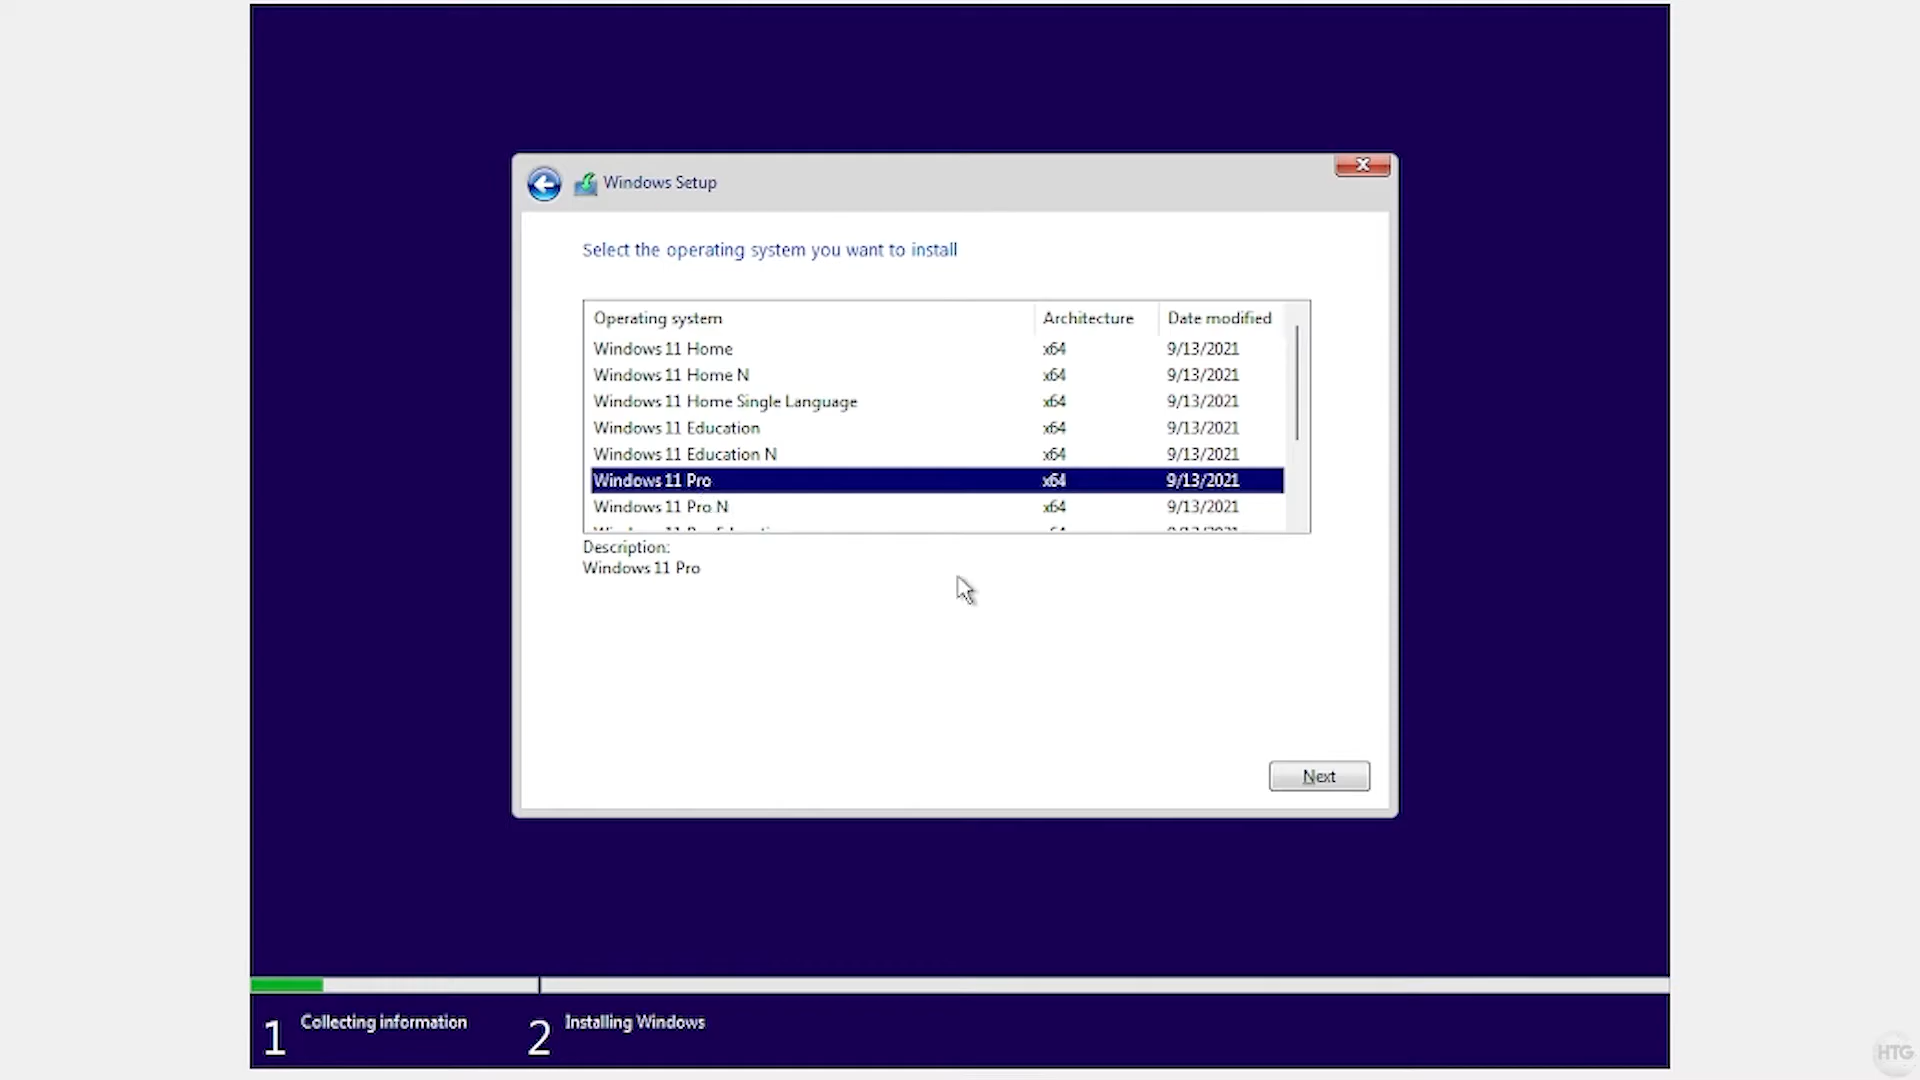 Windows Setup
Select the operating system you want to install
Operating system Architecture Date modified
Windows 11 Home x64 9/13/2021
Windows 11 Home N x64 9/13/2021
Windows 11 Home Single Language x64 9/13/2021
Windows 11 Education x64 9/13/2021
Windows 11 Education N x64 9/13/2021
Windows 11 Pro x64 9/13/2021
Windows 11 Pro N x64 9/13/2021
Description:
Windows 11 Pro
Next
1 Collecting information 2 Installing Windows
HTG